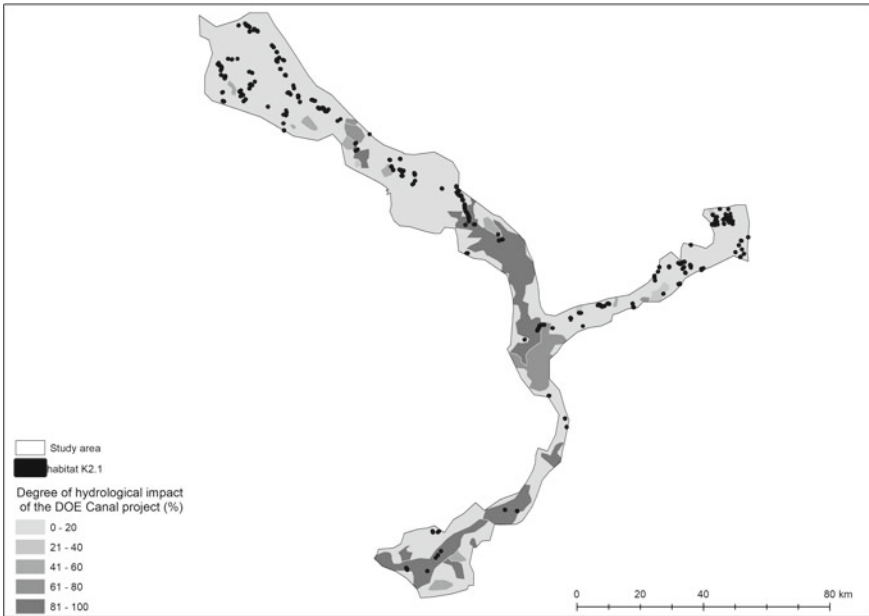 Study area
habitat K2.1
Degree of hydrological impact
of the DOE Canal project (%)
0 - 20
21 - 40
41 - 60
61 - 80
81 - 100
0 20 40 80 km